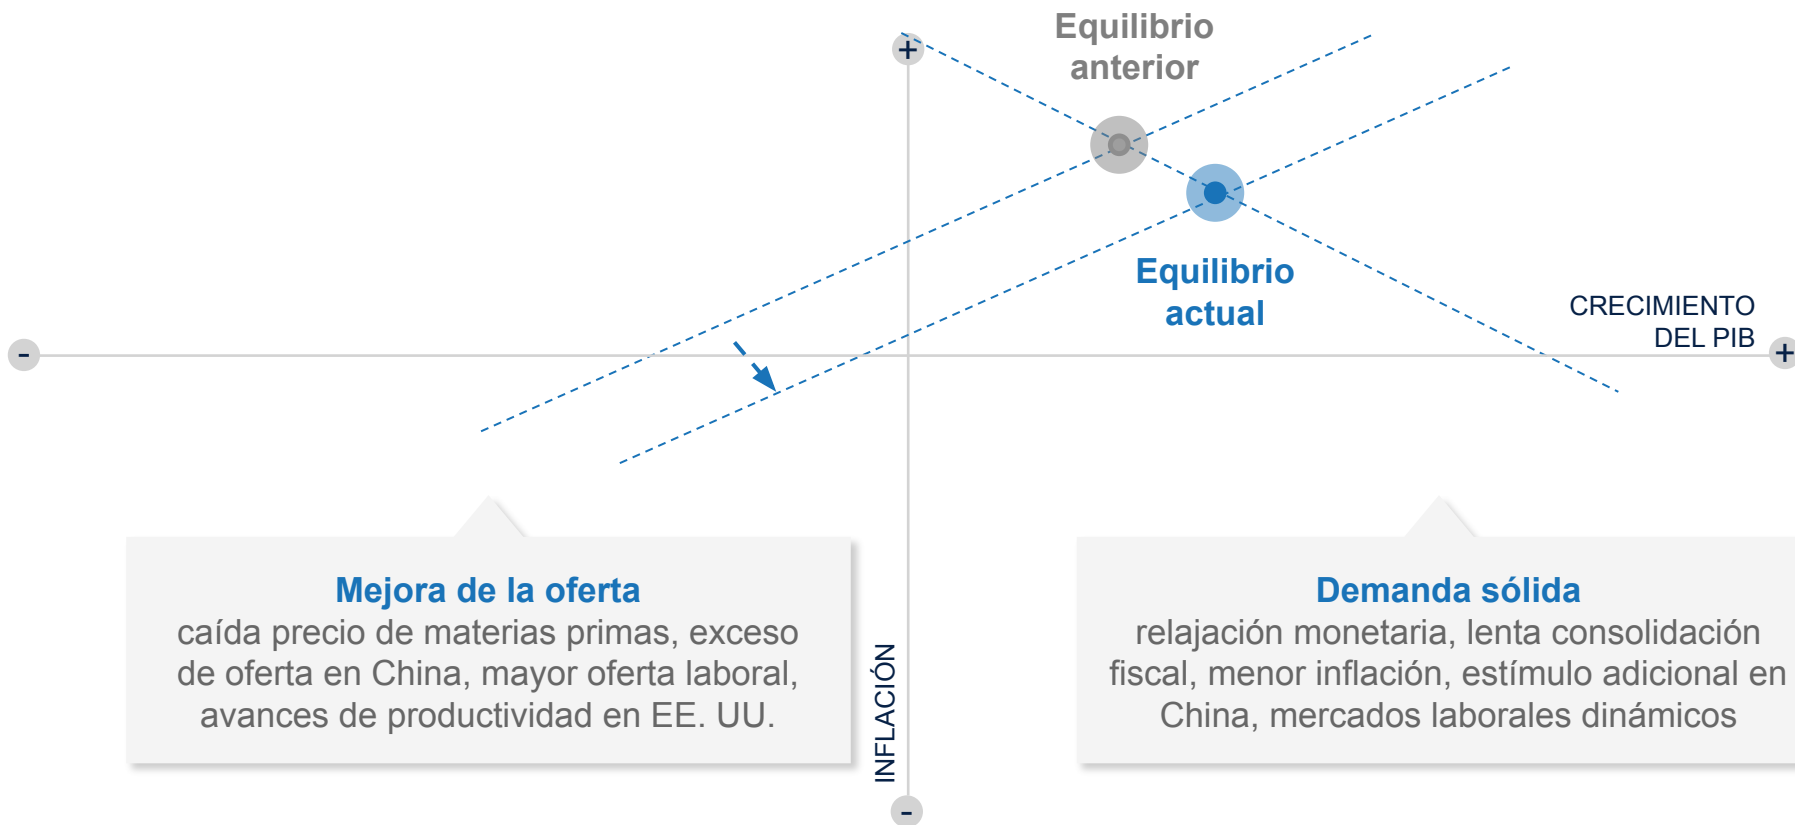 Equilibrio
anterior
+
Equilibrio
actual
CRECIMIENTO
DEL PIB
-
+
Mejora de la oferta
caída precio de materias primas, exceso
de oferta en China, mayor oferta laboral,
avances de productividad en EE. UU.
INFLACIÓN
Demanda sólida
relajación monetaria, lenta consolidación
fiscal, menor inflación, estímulo adicional en
China, mercados laborales dinámicos
-